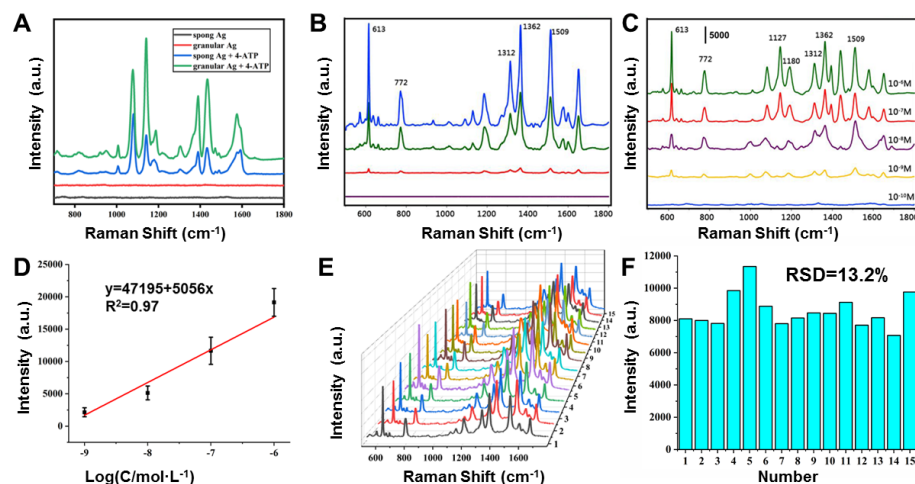 A
spong Ag
granular Ag
spong Ag + 4-ATP
granular Ag + 4-ATP
Intensity (a.u.)
800 1000 1200 1400 1600 1800
Raman Shift (cm⁻¹)
B
613
772
1312
1362
1509
Intensity (a.u.)
600 800 1000 1200 1400 1600 1800
Raman Shift (cm⁻¹)
C
613
5000
772
1127
1180
1312
1362
1509
10⁻⁶M
10⁻⁷M
10⁻⁸M
10⁻⁹M
10⁻¹⁰M
Intensity (a.u.)
600 800 1000 1200 1400 1600 1800
Raman Shift (cm⁻¹)
D
y=47195+5056x
R²=0.97
Intensity (a.u.)
25000
20000
15000
10000
5000
0
-9 -8 -7 -6
Log(C/mol·L⁻¹)
E
Intensity (a.u.)
600 800 1000 1200 1400 1600
Raman Shift (cm⁻¹)
1
2
3
4
5
6
7
9
10
11
12
13
14
15
F
RSD=13.2%
Intensity (a.u.)
12000
10000
8000
6000
4000
2000
0
1 2 3 4 5 6 7 8 9 10 11 12 13 14 15
Number